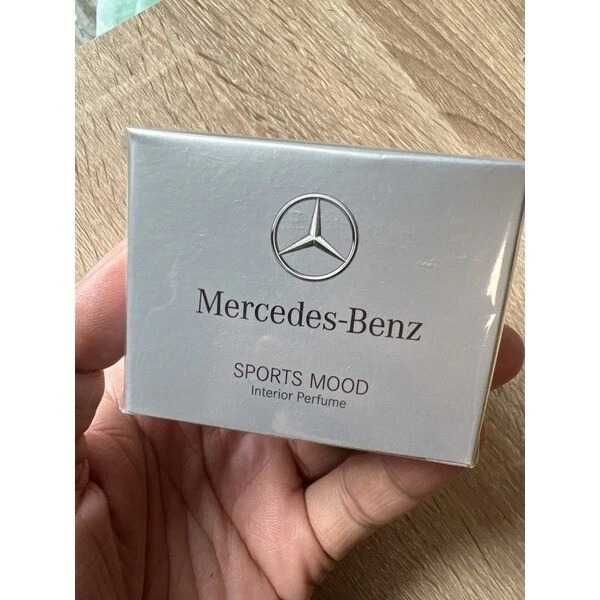 Mercedes-Benz
SPORTS MOOD
Interior Perfume